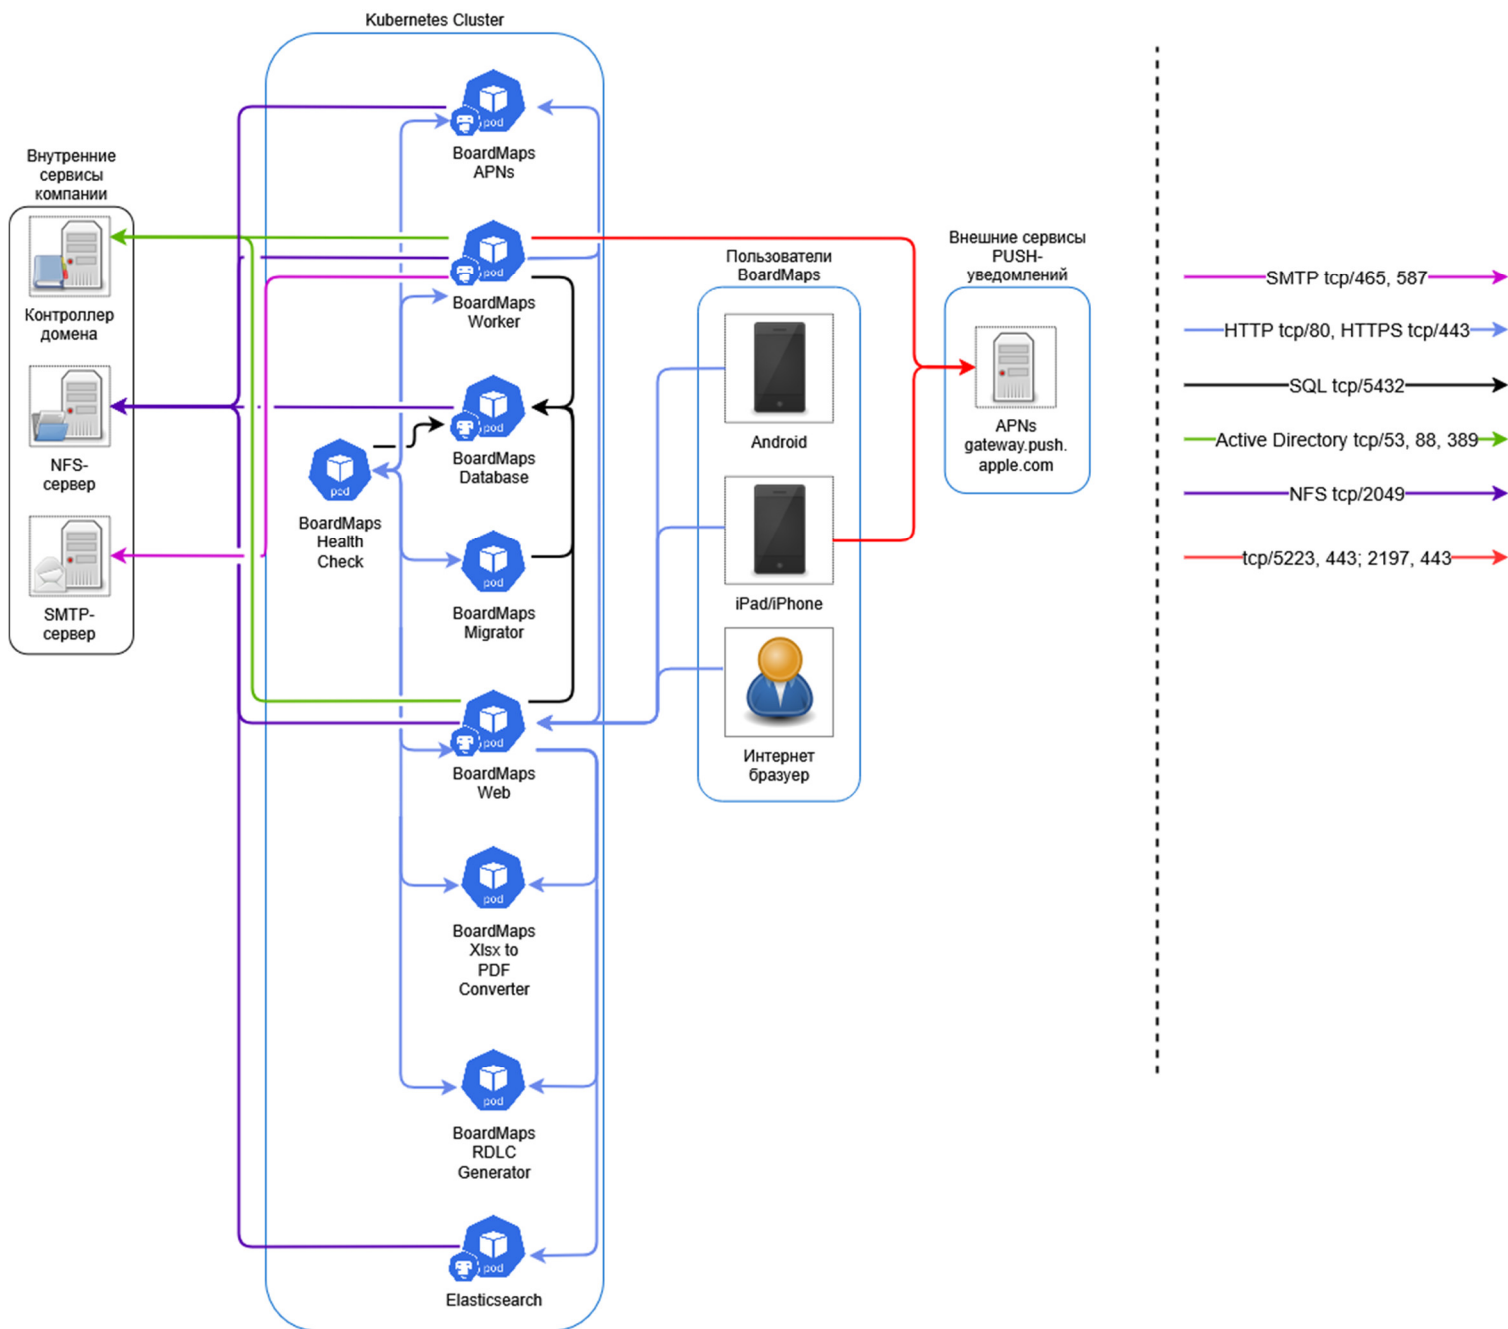 Kubernetes Cluster
pod
BoardMaps
APNs
Внутренние
сервисы
компании
Контроллер
домена
NFS-
сервер
SMTP-
сервер
pod
BoardMaps
Worker
pod
BoardMaps
Database
pod
BoardMaps
Health
Check
pod
BoardMaps
Migrator
pod
BoardMaps
Web
pod
BoardMaps
Xlsx to
PDF
Converter
pod
BoardMaps
RDLC
Generator
pod
Elasticsearch
Пользователи
BoardMaps
Android
iPad/iPhone
Интернет
бразуер
Внешние сервисы
PUSH-
уведомлений
APNs
gateway.push.
apple.com
SMTP tcp/465, 587
HTTP tcp/80, HTTPS tcp/443
SQL tcp/5432
Active Directory tcp/53, 88, 389
NFS tcp/2049
tcp/5223, 443; 2197, 443